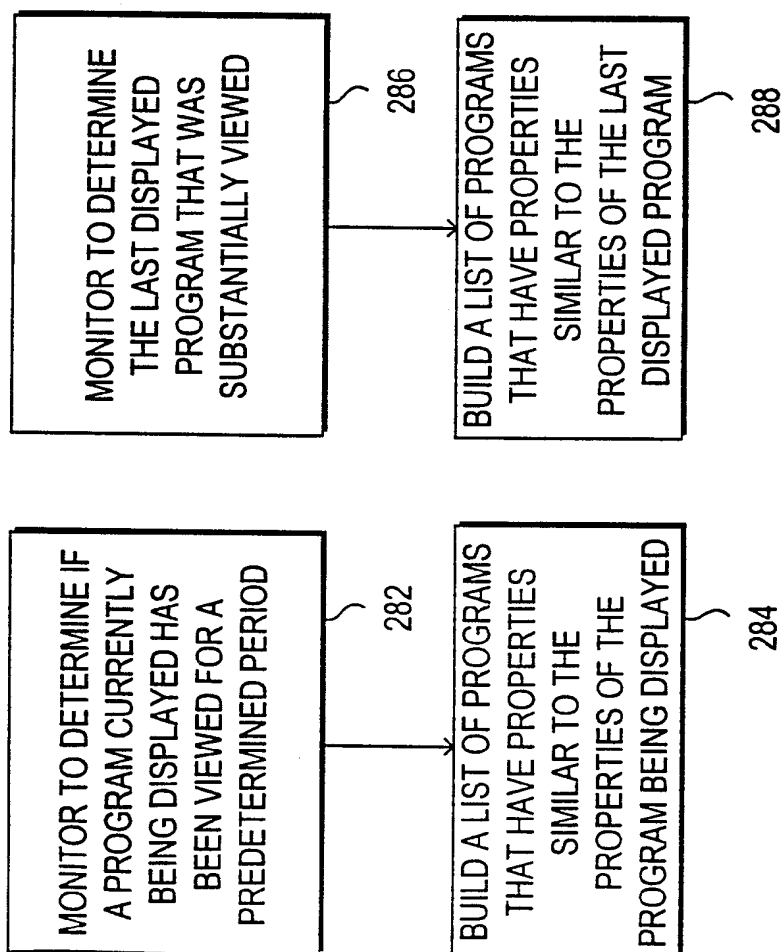 MONITOR TO DETERMINE IF
A PROGRAM CURRENTLY
BEING DISPLAYED HAS
BEEN VIEWED FOR A
PREDETERMINED PERIOD
282
BUILD A LIST OF PROGRAMS
THAT HAVE PROPERTIES
SIMILAR TO THE
PROPERTIES OF THE
PROGRAM BEING DISPLAYED
284
MONITOR TO DETERMINE
THE LAST DISPLAYED
PROGRAM THAT WAS
SUBSTANTIALLY VIEWED
286
BUILD A LIST OF PROGRAMS
THAT HAVE PROPERTIES
SIMILAR TO THE
PROPERTIES OF THE LAST
DISPLAYED PROGRAM
288